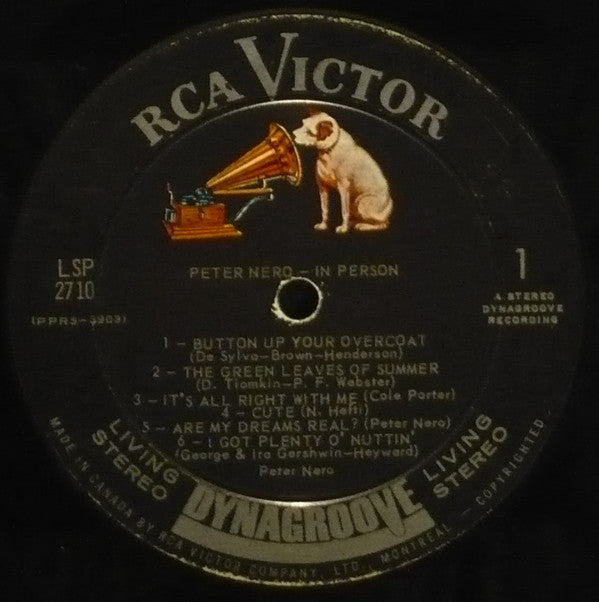 RCA VICTOR
LSP
2710
PETER NERO — IN PERSON
1
(PPRS-5903)
A STEREO
DYNAGROOVE
RECORDING
1 — BUTTON UP YOUR OVERCOAT
(De Sylva—Brown—Henderson)
2 — THE GREEN LEAVES OF SUMMER
(D. Tiomkin—P. F. Webster)
3 — IT'S ALL RIGHT WITH ME (Cole Porter)
4 — CUTE (N. Hefti)
5 — ARE MY DREAMS REAL? (Peter Nero)
6 — I GOT PLENTY O' NUTTIN'
(George & Ira Gershwin—Heyward)
Peter Nero
LIVING
STEREO
LIVING
STEREO
DYNAGROOVE
MADE IN CANADA BY RCA VICTOR COMPANY, LTD., MONTREAL — COPYRIGHTED